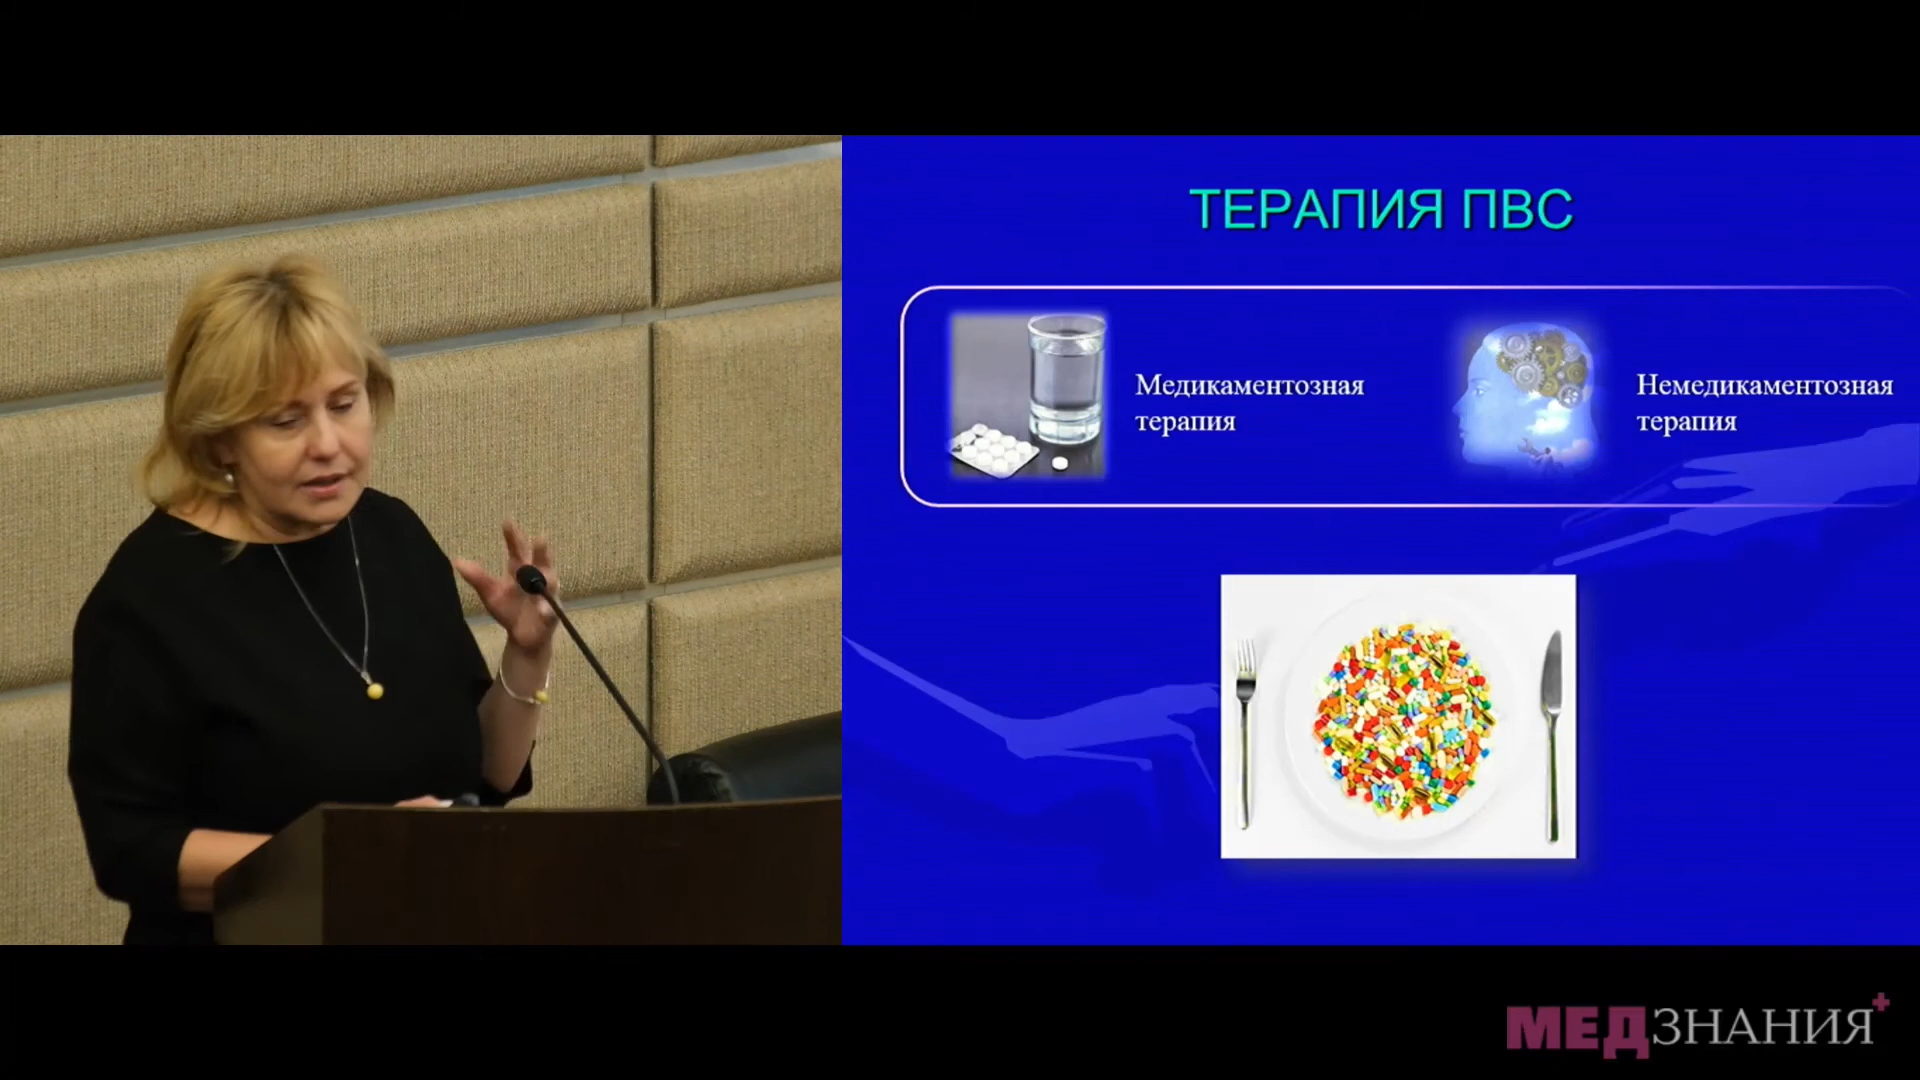 ТЕРАПИЯ ПВС
Медикаментозная
терапия
Немедикаментозная
терапия
МЕДЗНАНИЯ+